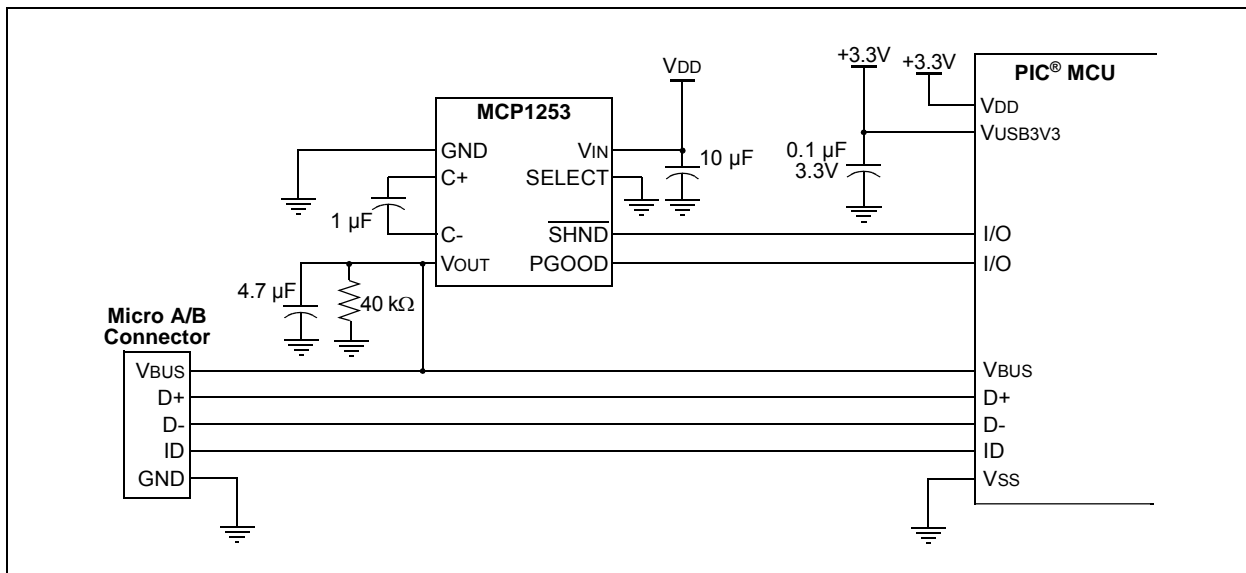 +3.3V
+3.3V
PIC® MCU
VDD
MCP1253
VDD
VUSB3V3
GND
VIN
10 µF
0.1 µF
3.3V
C+
SELECT
1 µF
C-
SHND
I/O
VOUT
PGOOD
I/O
4.7 µF
40 kΩ
Micro A/B
Connector
VBUS
VBUS
D+
D+
D-
D-
ID
ID
GND
VSS